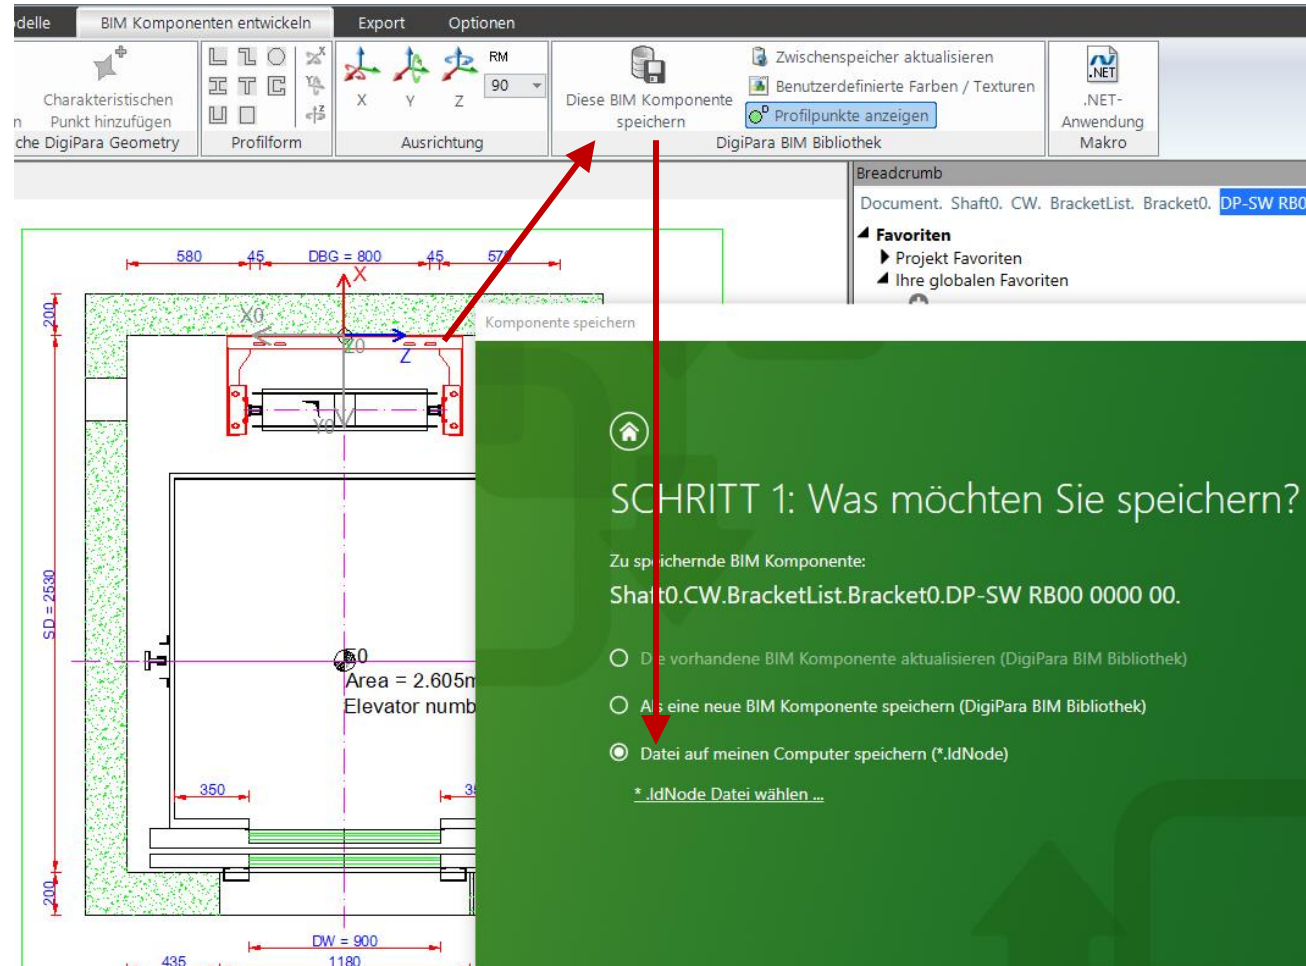 delle BIM Komponenten entwickeln Export Optionen
Charakteristischen
n Punkt hinzufügen
che DigiPara Geometry
Profilform
X Y Z
RM
90
Ausrichtung
Diese BIM Komponente
speichern
Zwischenspeicher aktualisieren
Benutzerdefinierte Farben / Texturen
Profilpunkte anzeigen
DigiPara BIM Bibliothek
.NET
.NET-
Anwendung
Makro
Breadcrumb
Document. Shaft0. CW. BracketList. Bracket0. DP-SW RB0
Favoriten
Projekt Favoriten
Ihre globalen Favoriten
580 45 DBG = 800 45 570
X
200
X0
Z0
Z
Y0
SD = 2530
E0
Area = 2.605m
Elevator numb
350 35
200
DW = 900
435 1180
Komponente speichern
SCHRITT 1: Was möchten Sie speichern?
Zu speichernde BIM Komponente:
Shaft0.CW.BracketList.Bracket0.DP-SW RB00 0000 00.
Die vorhandene BIM Komponente aktualisieren (DigiPara BIM Bibliothek)
Als eine neue BIM Komponente speichern (DigiPara BIM Bibliothek)
Datei auf meinen Computer speichern (*.IdNode)
* .IdNode Datei wählen ...